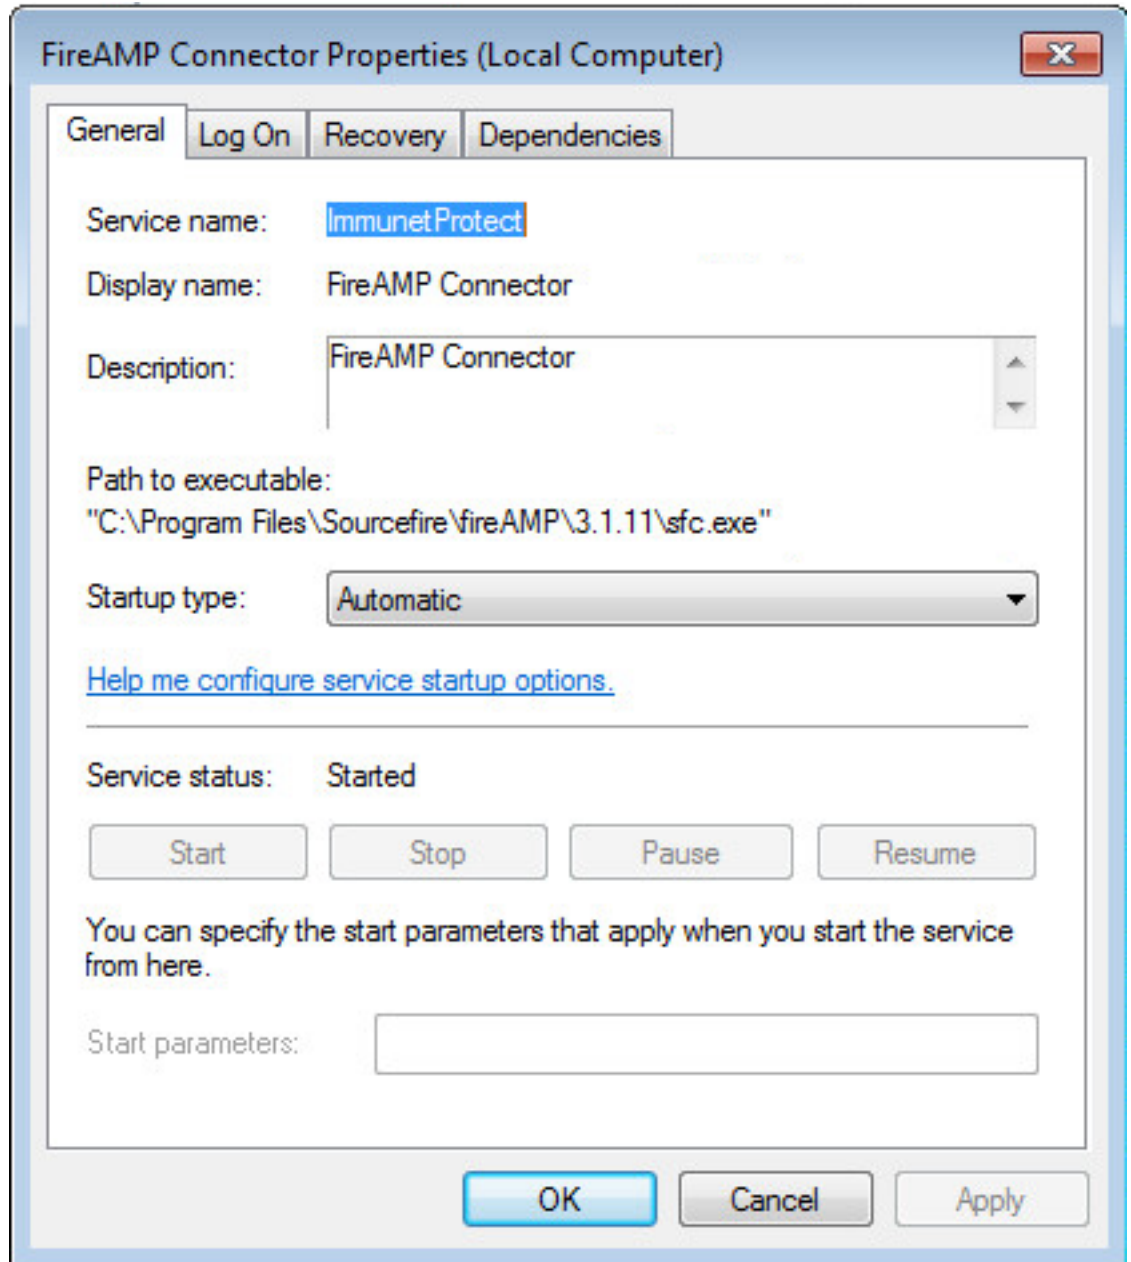 FireAMP Connector Properties (Local Computer)
General Log On Recovery Dependencies
Service name: ImmunetProtect
Display name: FireAMP Connector
Description: FireAMP Connector
Path to executable:
"C:\Program Files\Sourcefire\fireAMP\3.1.11\sfc.exe"
Startup type: Automatic
Help me configure service startup options.
Service status: Started
Start Stop Pause Resume
You can specify the start parameters that apply when you start the service
from here.
Start parameters:
OK Cancel Apply